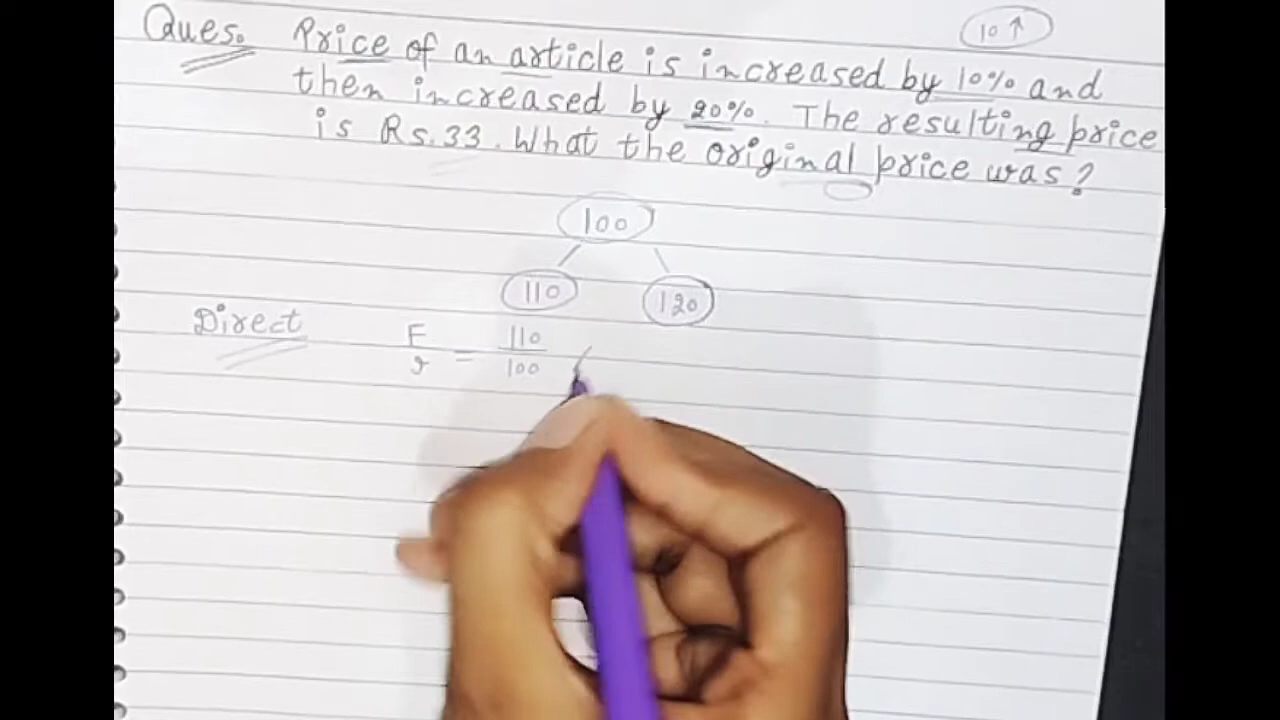 10 ↑
Ques. Price of an article is increased by 10% and
then increased by 20%. The resulting price
is Rs.33. What the original price was?
100
110 120
Direct F/I = 110/100